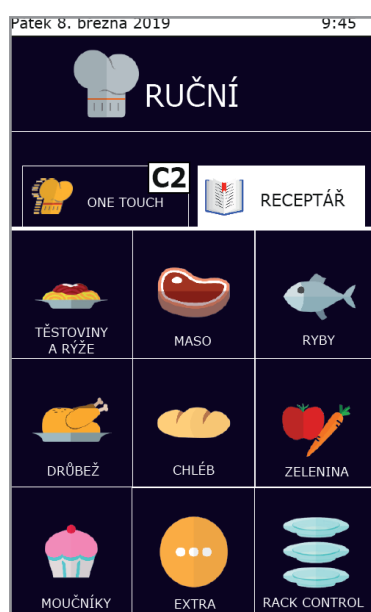 Pátek 8. března 2019 9:45
RUČNÍ
C2
ONE TOUCH
RECEPTÁŘ
TĚSTOVINY
A RÝŽE
MASO
RYBY
DRŮBEŽ
CHLÉB
ZELENINA
MOUČNÍKY
EXTRA
RACK CONTROL